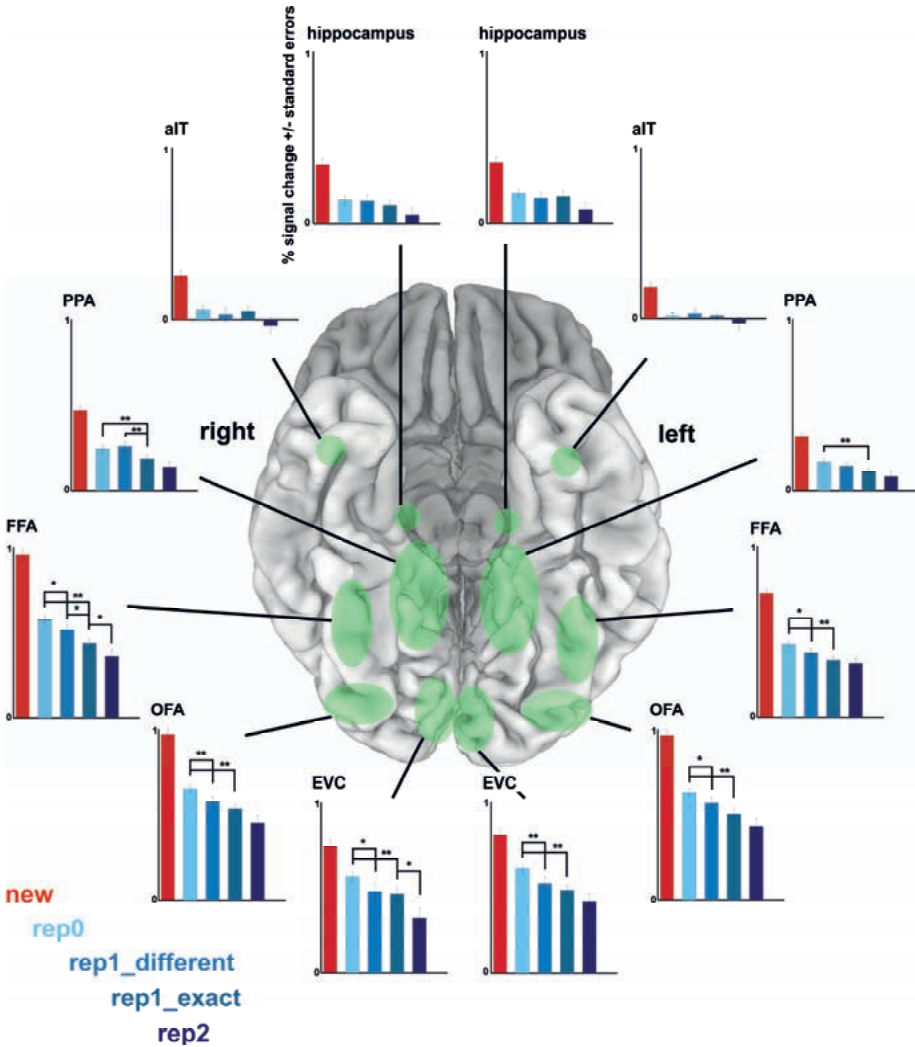 hippocampus
hippocampus
% signal change +/- standard errors
1
0
1
0
aIT
1
0
aIT
1
0
PPA
1
0
**
**
PPA
1
0
**
right
left
FFA
1
0
*
**
*
*
FFA
1
0
*
**
OFA
1
0
**
**
OFA
1
0
*
**
EVC
1
0
*
**
*
EVC
1
0
**
**
new
rep0
rep1_different
rep1_exact
rep2